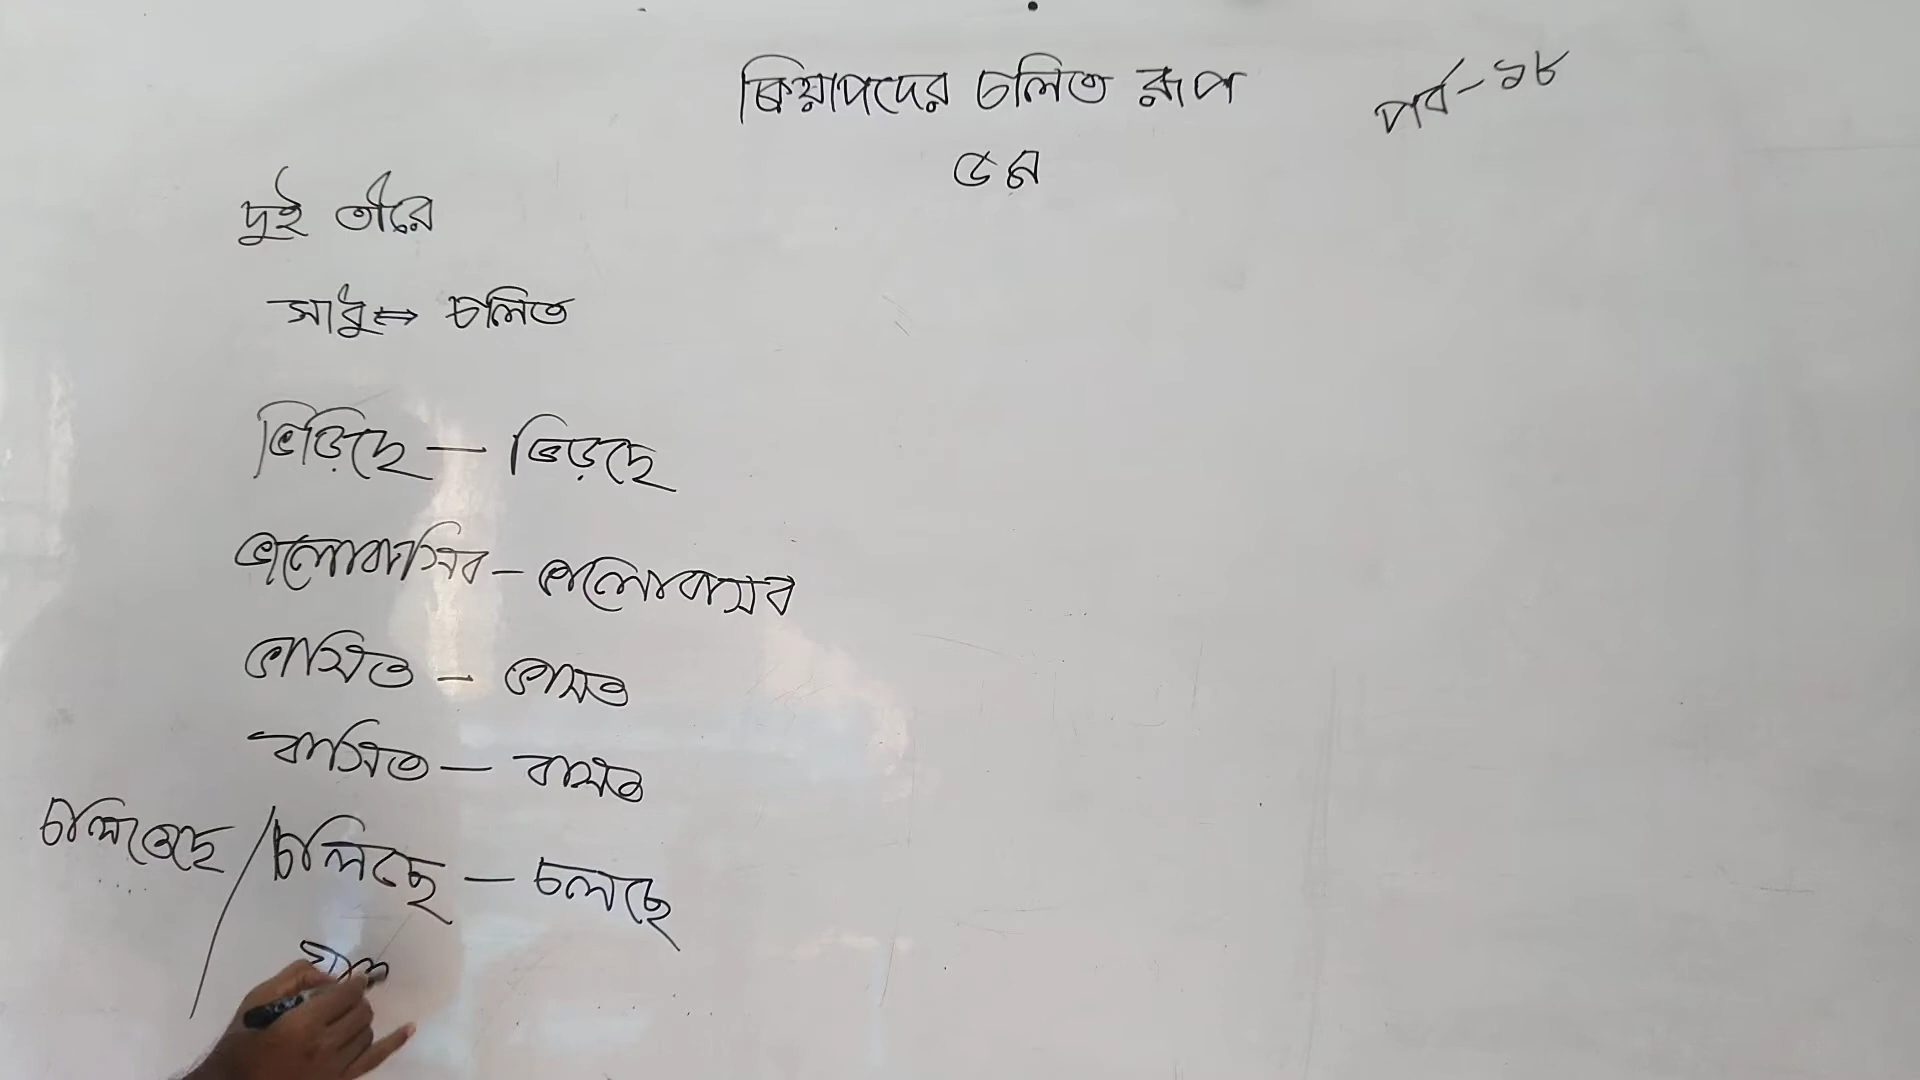 ক্রিয়াপদের চলিত রূপ
পর্ব-১৮
৫ম
দুই তীরে
সাধু ⇔ চলিত
ভিড়িছে — ভিড়ছে
ভালোবাসিব - ভালোবাসব
ভাসিত - ভাসত
বাসিত — বাসত
চলিতেছে / চলিছে — চলছে